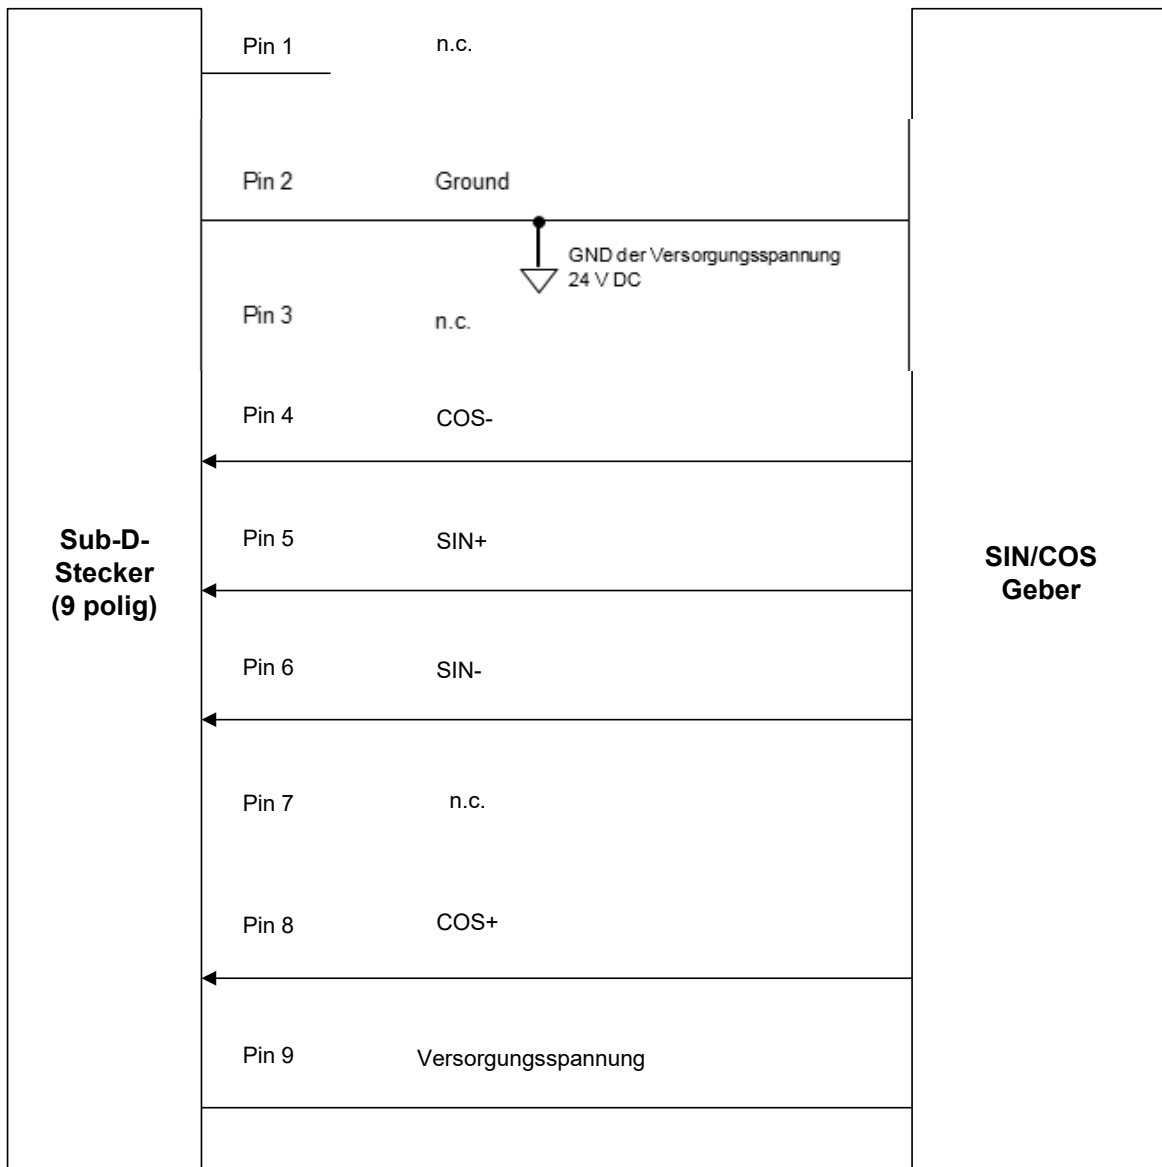 Pin 1
n.c.
Pin 2
Ground
GND der Versorgungsspannung
24 V DC
Pin 3
n.c.
Pin 4
COS-
Pin 5
SIN+
Sub-D-
Stecker
(9 polig)
SIN/COS
Geber
Pin 6
SIN-
Pin 7
n.c.
Pin 8
COS+
Pin 9
Versorgungsspannung